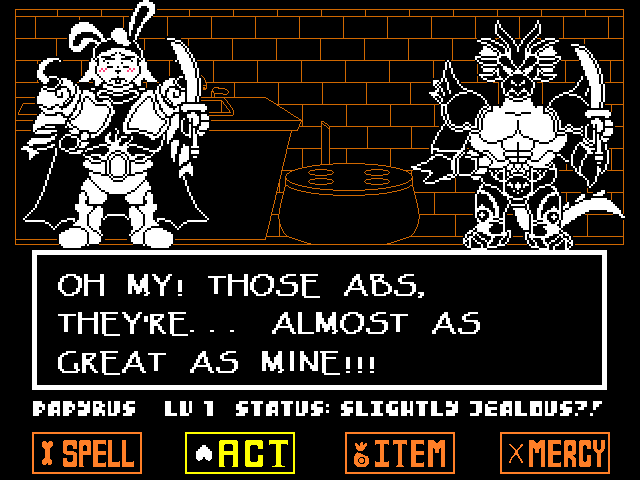 OH MY! THOSE ABS,
THEY'RE... ALMOST AS
GREAT AS MINE!!!
PAPYRUS LV 1 STATUS: SLIGHTLY JEALOUS?!
SPELL ACT ITEM MERCY